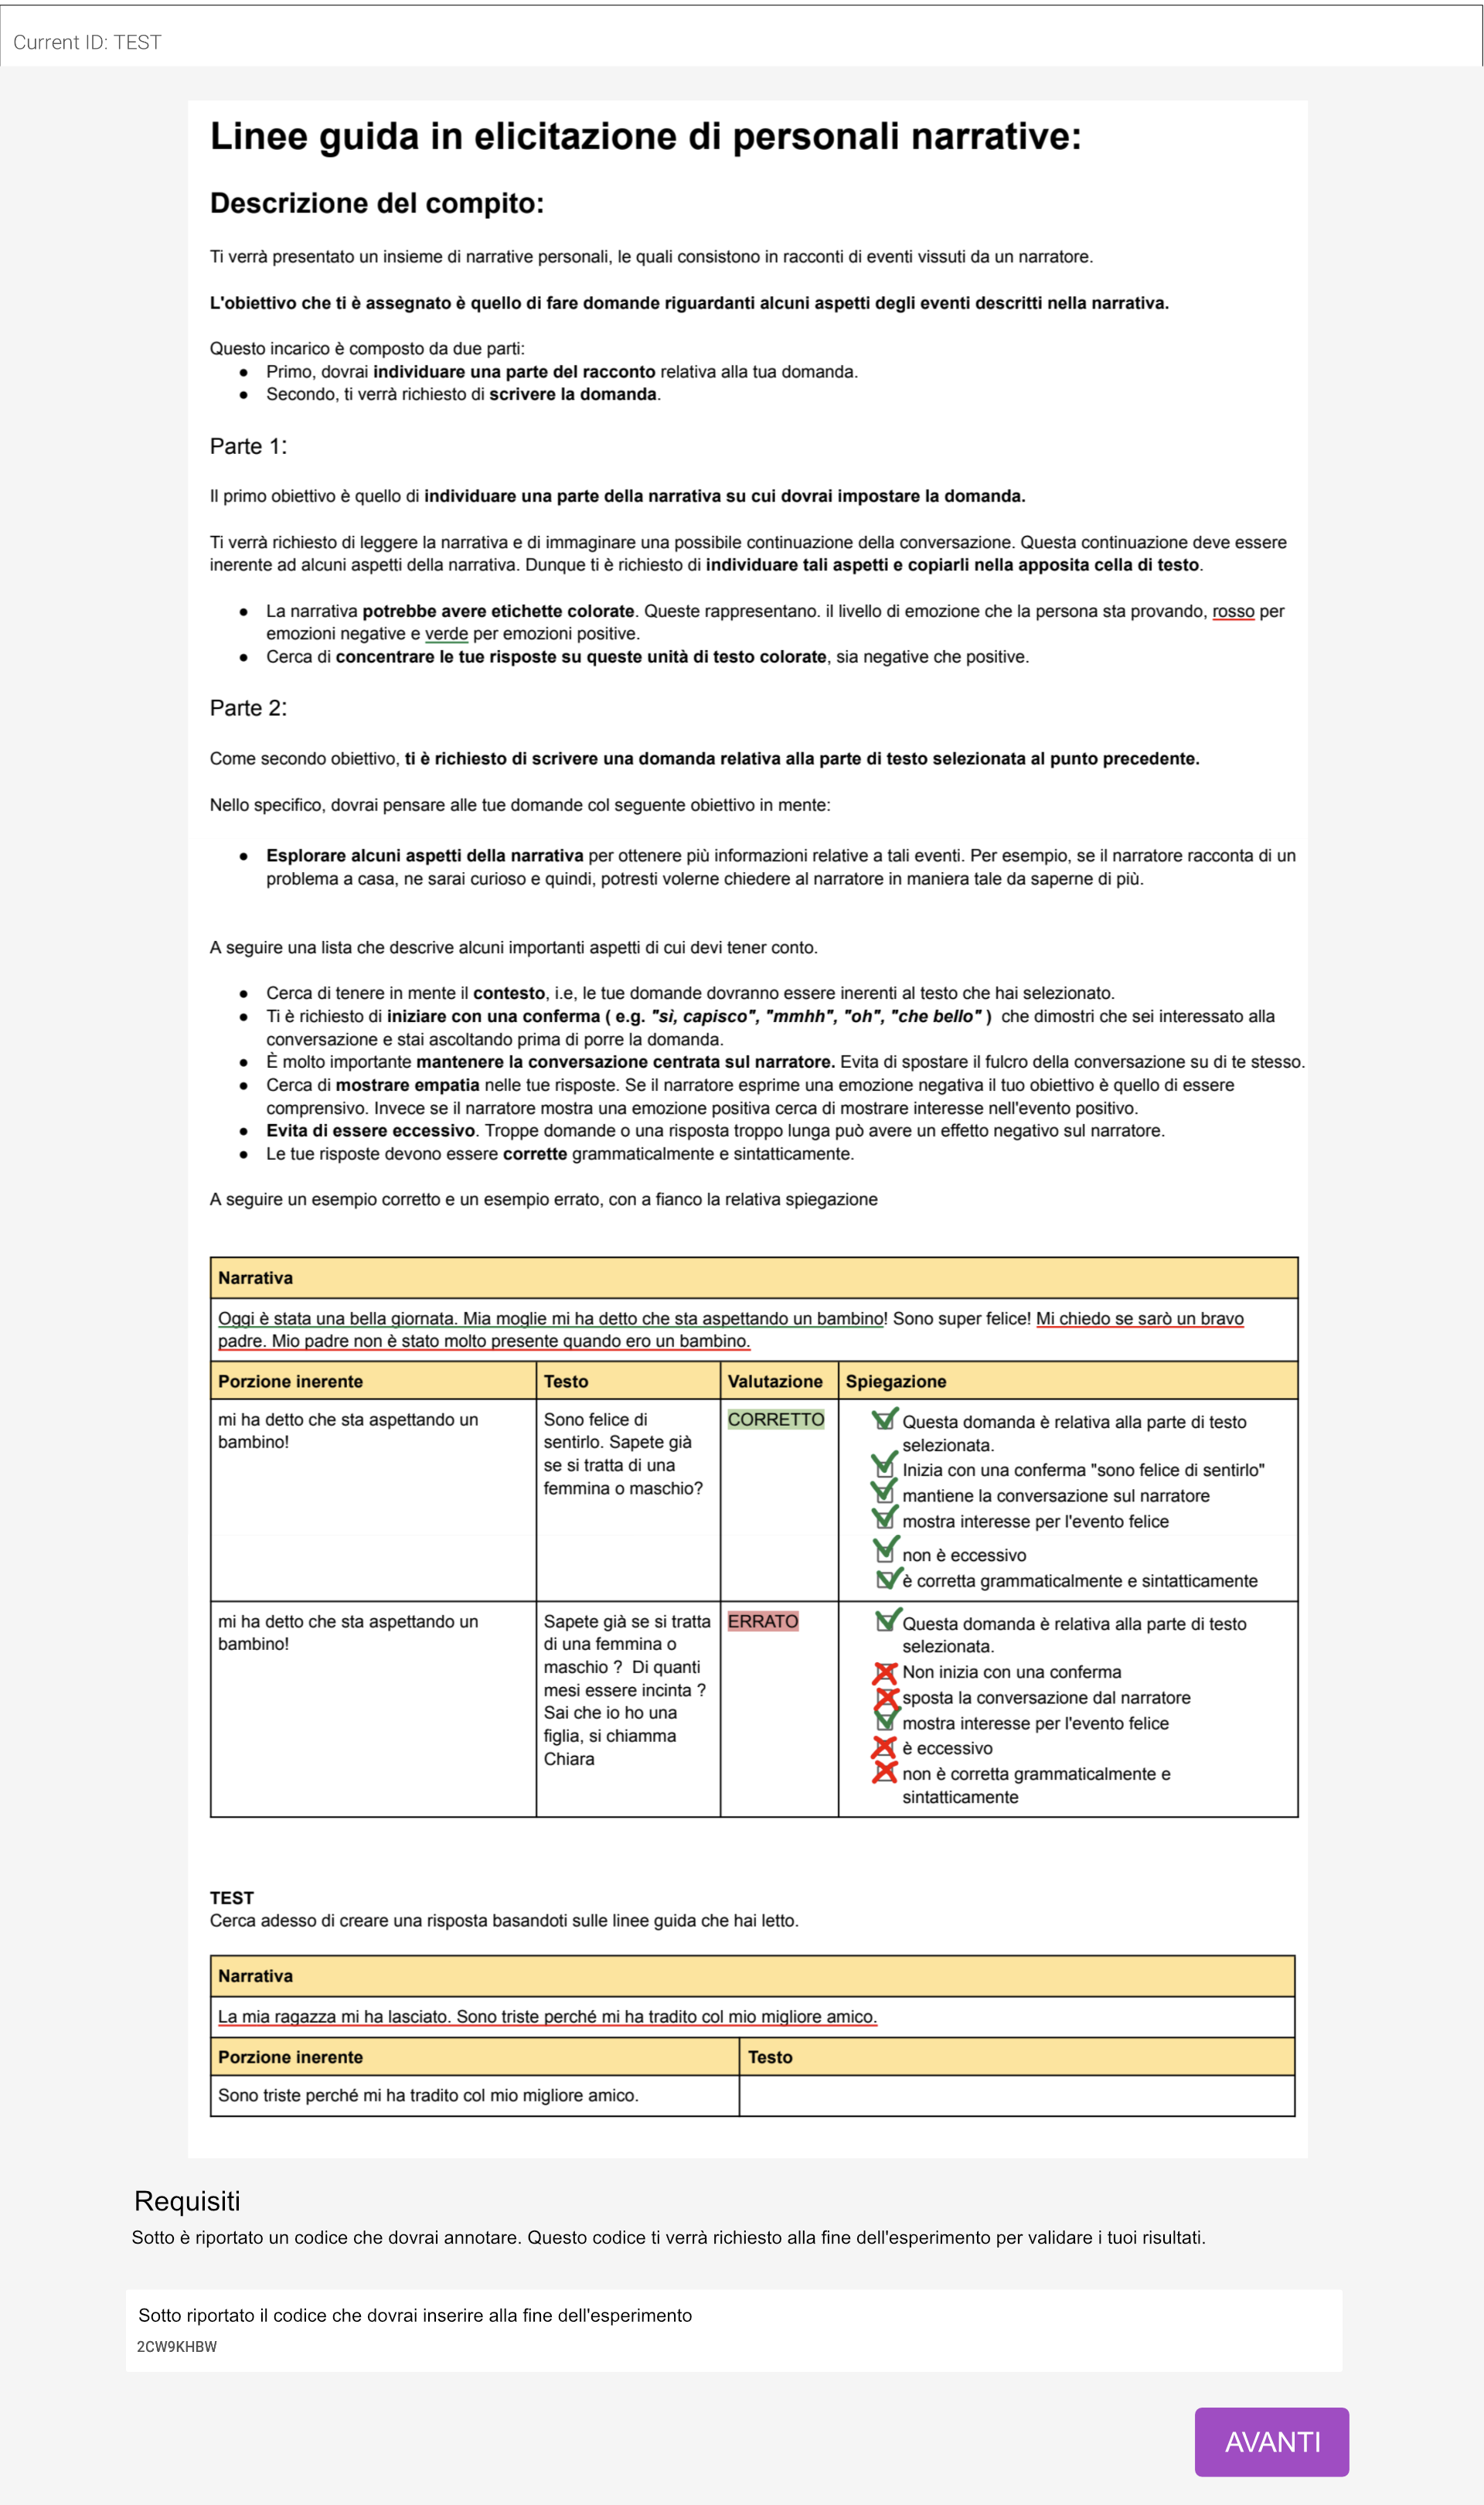 Current ID: TEST
Linee guida in elicitazione di personali narrative:
Descrizione del compito:
Ti verrà presentato un insieme di narrative personali, le quali consistono in racconti di eventi vissuti da un narratore.
L'obiettivo che ti è assegnato è quello di fare domande riguardanti alcuni aspetti degli eventi descritti nella narrativa.
Questo incarico è composto da due parti:
● Primo, dovrai individuare una parte del racconto relativa alla tua domanda.
● Secondo, ti verrà richiesto di scrivere la domanda.
Parte 1:
Il primo obiettivo è quello di individuare una parte della narrativa su cui dovrai impostare la domanda.
Ti verrà richiesto di leggere la narrativa e di immaginare una possibile continuazione della conversazione. Questa continuazione deve essere
inerente ad alcuni aspetti della narrativa. Dunque ti è richiesto di individuare tali aspetti e copiarli nella apposita cella di testo.
● La narrativa potrebbe avere etichette colorate. Queste rappresentano. il livello di emozione che la persona sta provando, rosso per
emozioni negative e verde per emozioni positive.
● Cerca di concentrare le tue risposte su queste unità di testo colorate, sia negative che positive.
Parte 2:
Come secondo obiettivo, ti è richiesto di scrivere una domanda relativa alla parte di testo selezionata al punto precedente.
Nello specifico, dovrai pensare alle tue domande col seguente obiettivo in mente:
● Esplorare alcuni aspetti della narrativa per ottenere più informazioni relative a tali eventi. Per esempio, se il narratore racconta di un
problema a casa, ne sarai curioso e quindi, potresti volerne chiedere al narratore in maniera tale da saperne di più.
A seguire una lista che descrive alcuni importanti aspetti di cui devi tener conto.
● Cerca di tenere in mente il contesto, i.e, le tue domande dovranno essere inerenti al testo che hai selezionato.
● Ti è richiesto di iniziare con una conferma ( e.g. "sì, capisco", "mmhh", "oh", "che bello" ) che dimostri che sei interessato alla
conversazione e stai ascoltando prima di porre la domanda.
● È molto importante mantenere la conversazione centrata sul narratore. Evita di spostare il fulcro della conversazione su di te stesso.
● Cerca di mostrare empatia nelle tue risposte. Se il narratore esprime una emozione negativa il tuo obiettivo è quello di essere
comprensivo. Invece se il narratore mostra una emozione positiva cerca di mostrare interesse nell'evento positivo.
● Evita di essere eccessivo. Troppe domande o una risposta troppo lunga può avere un effetto negativo sul narratore.
● Le tue risposte devono essere corrette grammaticalmente e sintatticamente.
A seguire un esempio corretto e un esempio errato, con a fianco la relativa spiegazione
Narrativa
Oggi è stata una bella giornata. Mia moglie mi ha detto che sta aspettando un bambino! Sono super felice! Mi chiedo se sarò un bravo
padre. Mio padre non è stato molto presente quando ero un bambino.
Porzione inerente
Testo
Valutazione
Spiegazione
mi ha detto che sta aspettando un
bambino!
Sono felice di
sentirlo. Sapete già
se si tratta di una
femmina o maschio?
CORRETTO
Questa domanda è relativa alla parte di testo
selezionata.
Inizia con una conferma "sono felice di sentirlo"
mantiene la conversazione sul narratore
mostra interesse per l'evento felice
non è eccessivo
è corretta grammaticalmente e sintatticamente
mi ha detto che sta aspettando un
bambino!
Sapete già se si tratta
di una femmina o
maschio ? Di quanti
mesi essere incinta ?
Sai che io ho una
figlia, si chiamma
Chiara
ERRATO
Questa domanda è relativa alla parte di testo
selezionata.
Non inizia con una conferma
sposta la conversazione dal narratore
mostra interesse per l'evento felice
è eccessivo
non è corretta grammaticalmente e
sintatticamente
TEST
Cerca adesso di creare una risposta basandoti sulle linee guida che hai letto.
Narrativa
La mia ragazza mi ha lasciato. Sono triste perché mi ha tradito col mio migliore amico.
Porzione inerente
Testo
Sono triste perché mi ha tradito col mio migliore amico.
Requisiti
Sotto è riportato un codice che dovrai annotare. Questo codice ti verrà richiesto alla fine dell'esperimento per validare i tuoi risultati.
Sotto riportato il codice che dovrai inserire alla fine dell'esperimento
2CW9KHBW
AVANTI